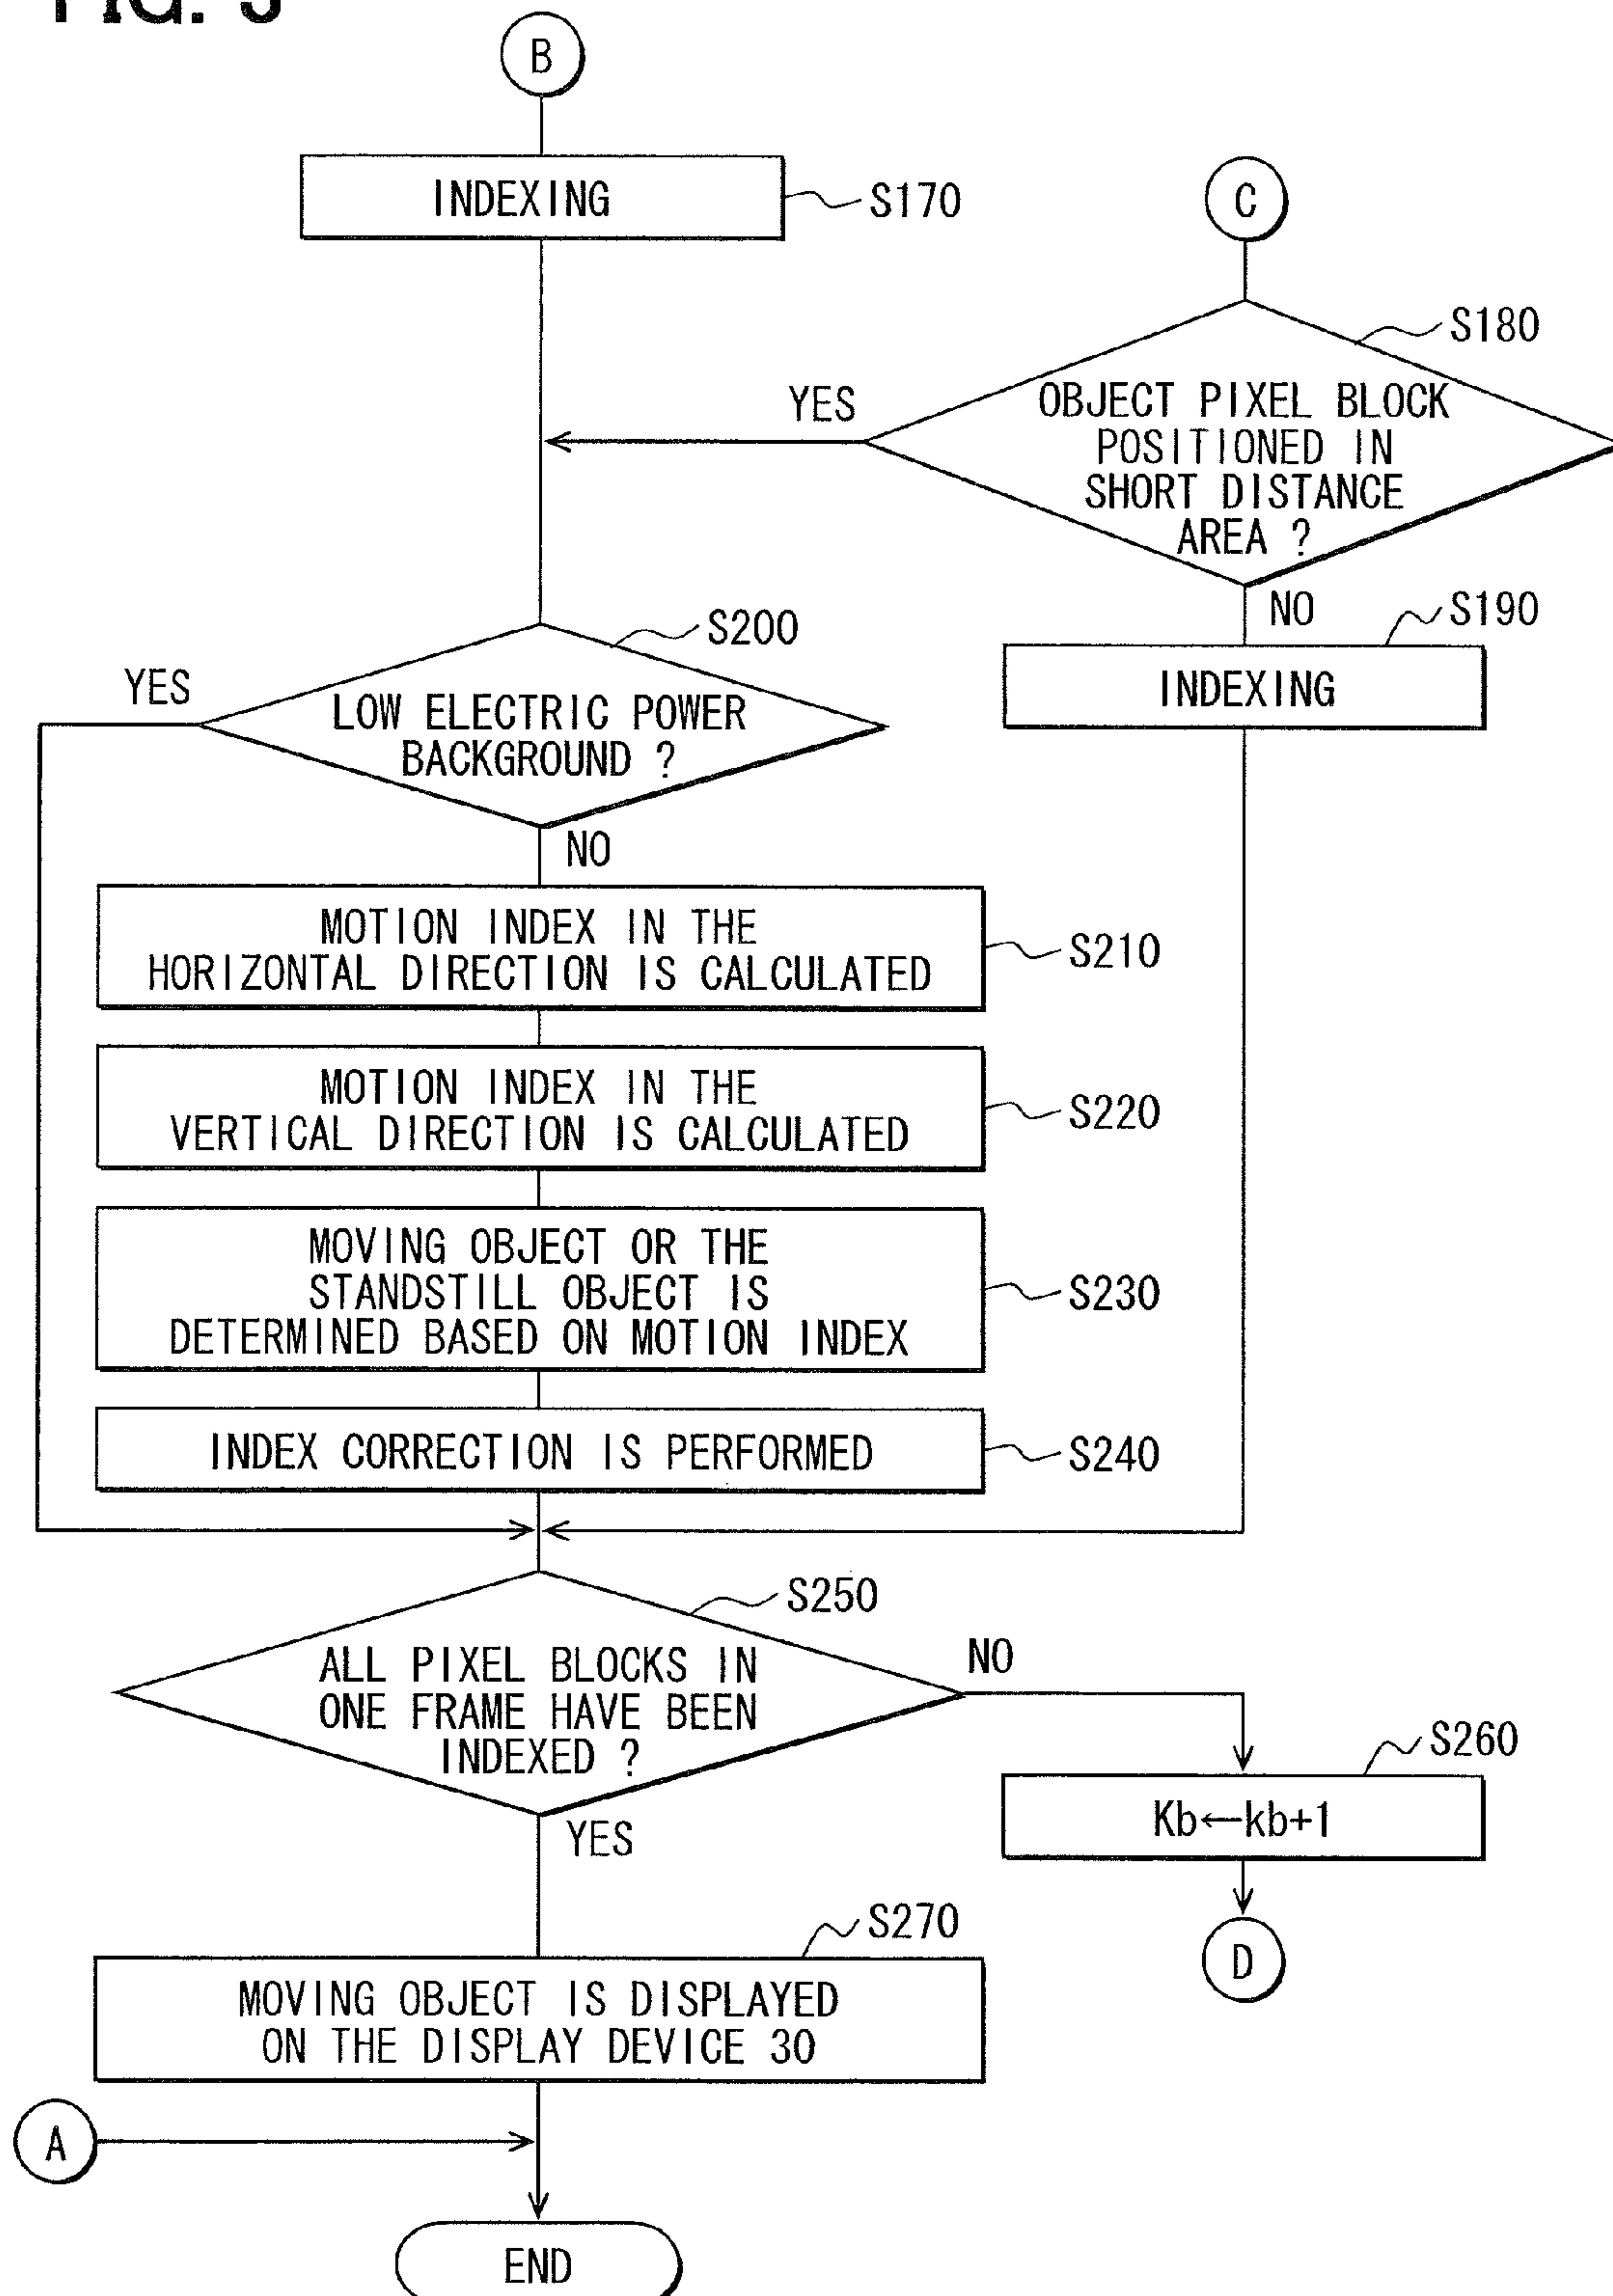 FIG.
B
INDEXING
S170
C
S180
YES
OBJECT PIXEL BLOCK
POSITIONED IN
SHORT DISTANCE
AREA ?
NO
S190
INDEXING
S200
YES
LOW ELECTRIC POWER
BACKGROUND ?
NO
MOTION INDEX IN THE
HORIZONTAL DIRECTION IS CALCULATED
S210
MOTION INDEX IN THE
VERTICAL DIRECTION IS CALCULATED
S220
MOVING OBJECT OR THE
STANDSTILL OBJECT IS
DETERMINED BASED ON MOTION INDEX
S230
INDEX CORRECTION IS PERFORMED
S240
S250
ALL PIXEL BLOCKS IN
ONE FRAME HAVE BEEN
INDEXED ?
NO
S260
Kb←kb+1
D
YES
S270
MOVING OBJECT IS DISPLAYED
ON THE DISPLAY DEVICE 30
A
END